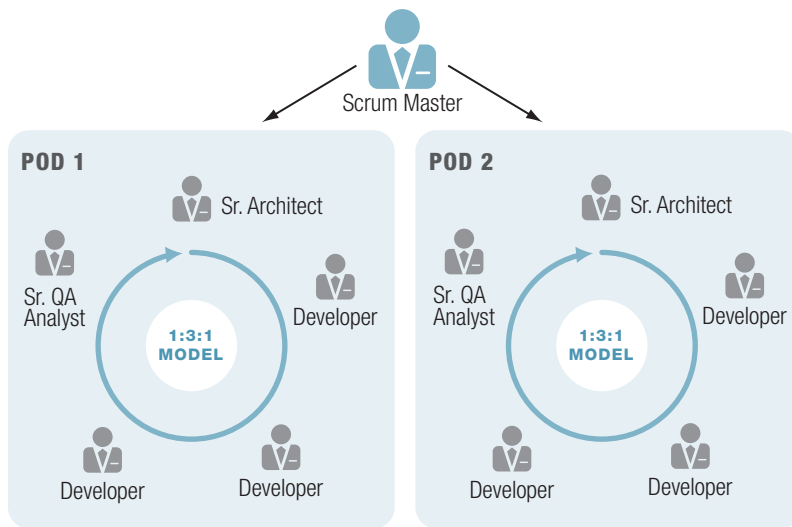 Scrum Master
POD 1
Sr. Architect
Sr. QA
Analyst
Developer
1:3:1
MODEL
Developer
Developer
POD 2
Sr. Architect
Sr. QA
Analyst
Developer
1:3:1
MODEL
Developer
Developer